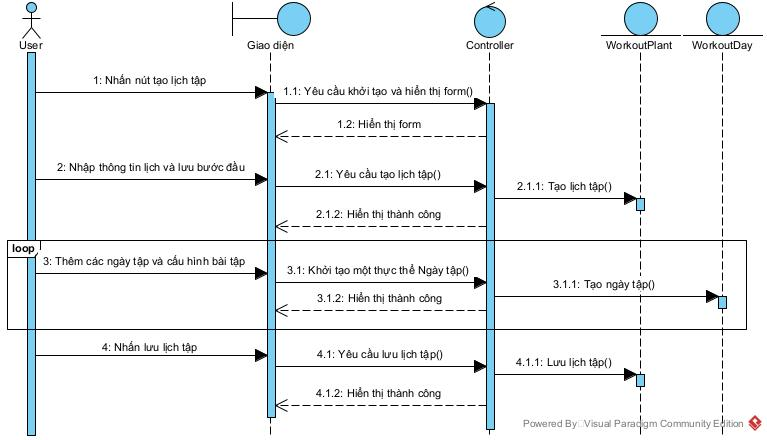 User
Giao diện
Controller
WorkoutPlant
WorkoutDay
1: Nhấn nút tạo lịch tập
1.1: Yêu cầu khởi tạo và hiển thị form()
1.2: Hiển thị form
2: Nhập thông tin lịch và lưu bước đầu
2.1: Yêu cầu tạo lịch tập()
2.1.1: Tạo lịch tập()
2.1.2: Hiển thị thành công
loop
3: Thêm các ngày tập và cấu hình bài tập
3.1: Khởi tạo một thực thể Ngày tập()
3.1.1: Tạo ngày tập()
3.1.2: Hiển thị thành công
4: Nhấn lưu lịch tập
4.1: Yêu cầu lưu lịch tập()
4.1.1: Lưu lịch tập()
4.1.2: Hiển thị thành công
Powered By Visual Paradigm Community Edition